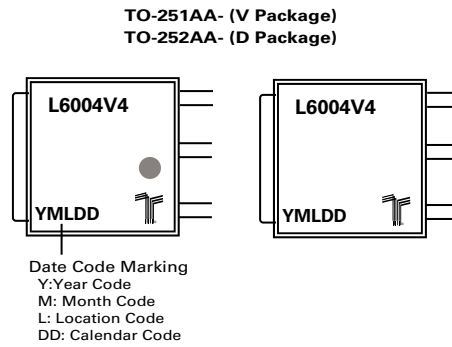 TO-251AA- (V Package)
TO-252AA- (D Package)
L6004V4
YMLDD
L6004V4
YMLDD
Date Code Marking
Y:Year Code
M: Month Code
L: Location Code
DD: Calendar Code